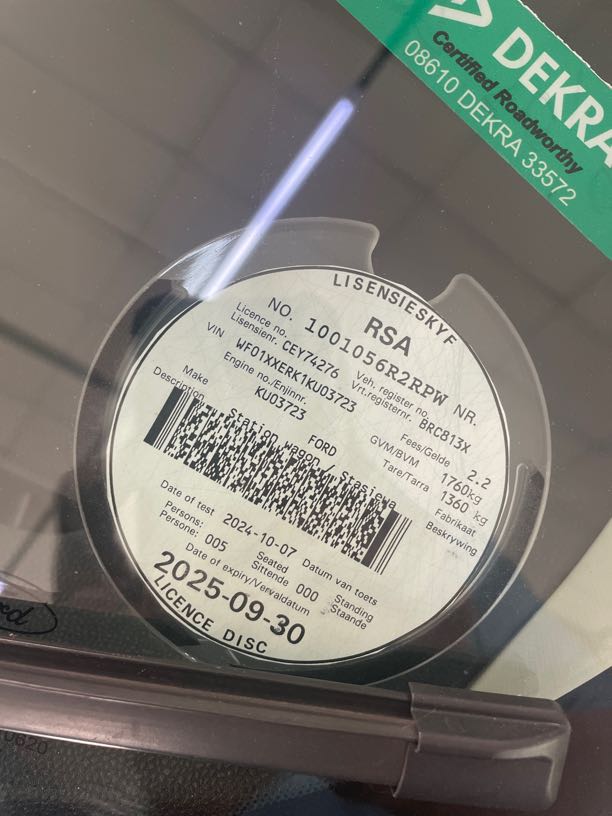 DEKRA
Certified Roadworthy
08610 DEKRA 33572
LISENSIESKYF
RSA
NO. 1001056R2RPW NR.
Licence no. Veh. register no.
Lisensienr. CEY74276 Vrt.registernr. BRC813X
VIN WF01XXERK1KU03723 Fees/Gelde 2.2
Engine no./Enjinnr. GVM/BVM 1760kg
KU03723 Tare/Tarra 1360 kg
Make FORD Fabrikaat
Description Station wagon / Stasiewa Beskrywing
Date of test 2024-10-07 Datum van toets
Persons: Seated Standing
Persone: 005 Sittende 000 Staande
Date of expiry/Vervaldatum
2025-09-30
LICENCE DISC